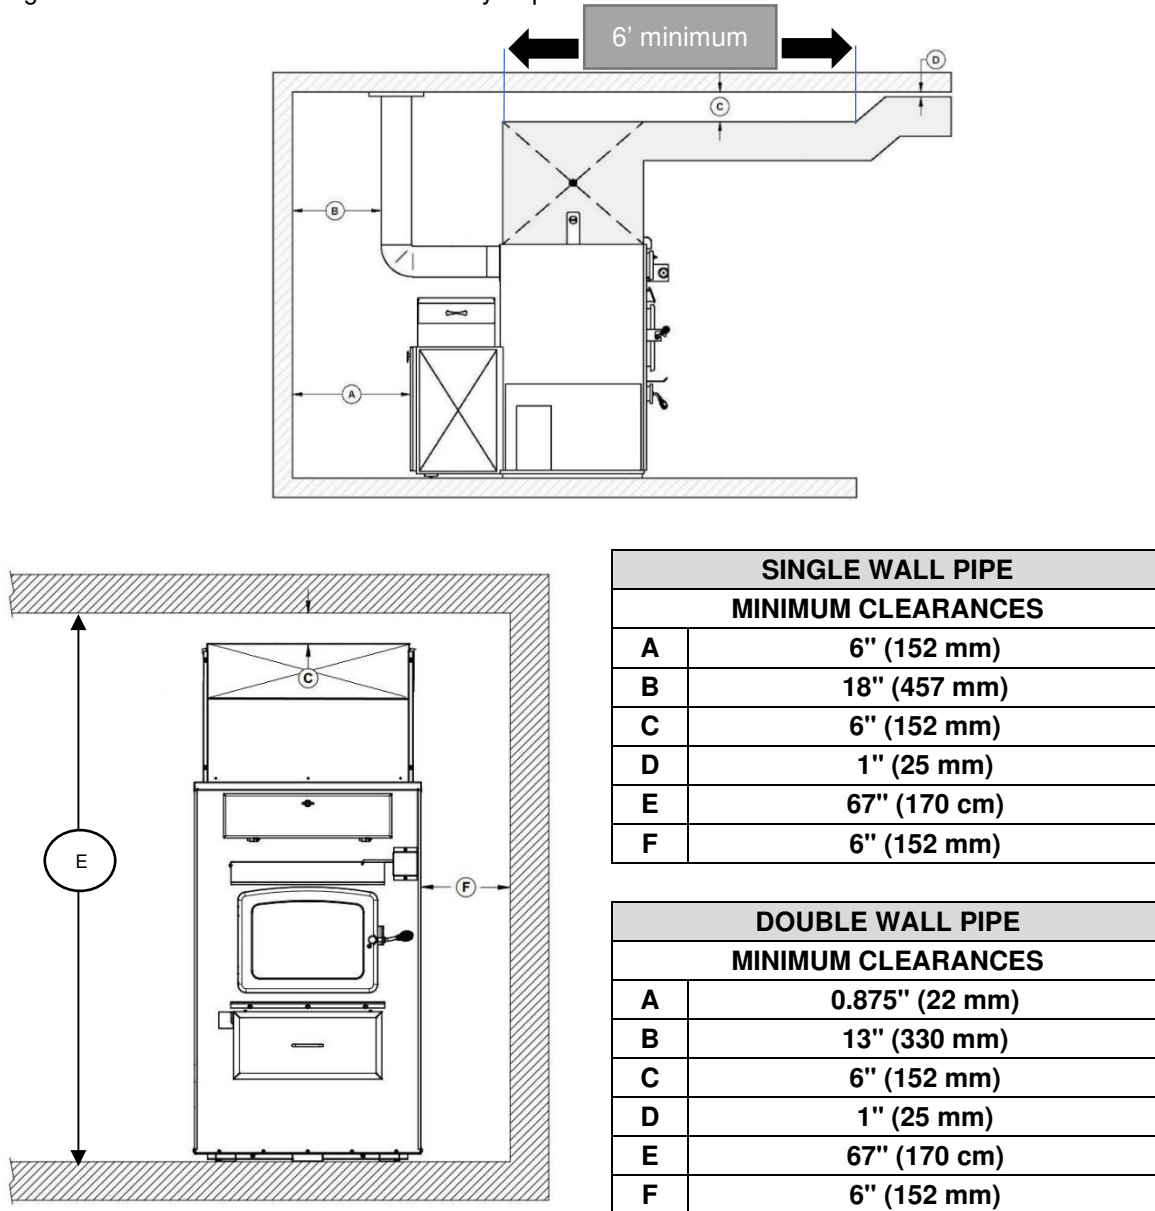 6’ minimum
D
C
B
A
C
E
F
SINGLE WALL PIPE
MINIMUM CLEARANCES
A 6" (152 mm)
B 18" (457 mm)
C 6" (152 mm)
D 1" (25 mm)
E 67" (170 cm)
F 6" (152 mm)
DOUBLE WALL PIPE
MINIMUM CLEARANCES
A 0.875" (22 mm)
B 13" (330 mm)
C 6" (152 mm)
D 1" (25 mm)
E 67" (170 cm)
F 6" (152 mm)